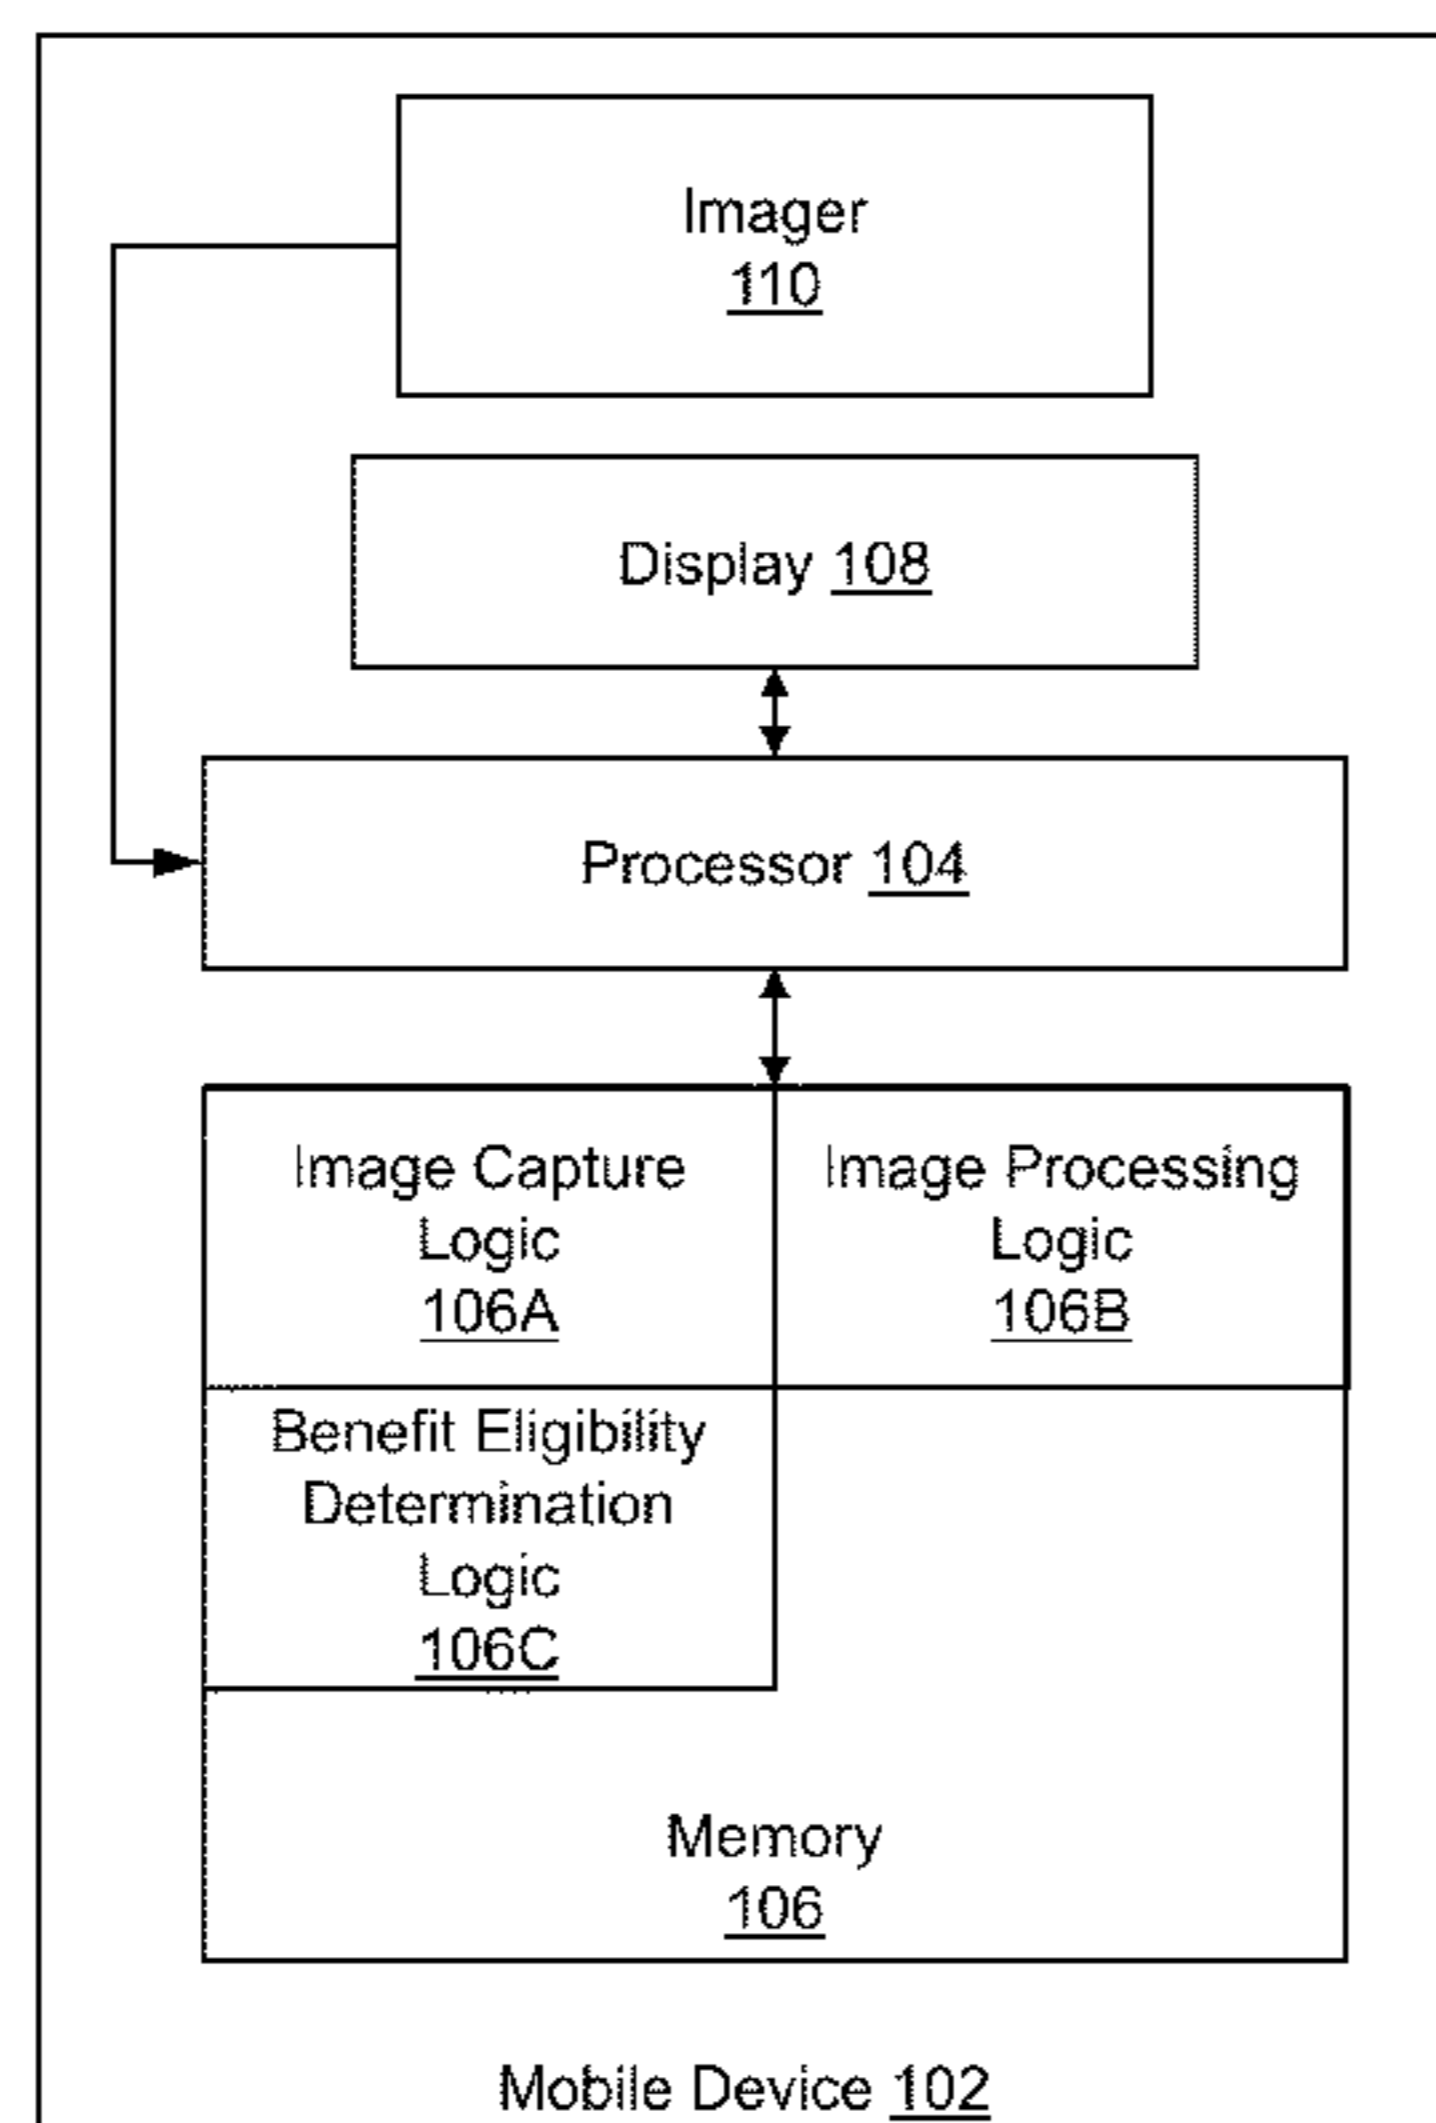 Imager
110
Display 108
Processor 104
Image Capture
Logic
106A
Image Processing
Logic
106B
Benefit Eligibility
Determination
Logic
106C
Memory
106
Mobile Device 102